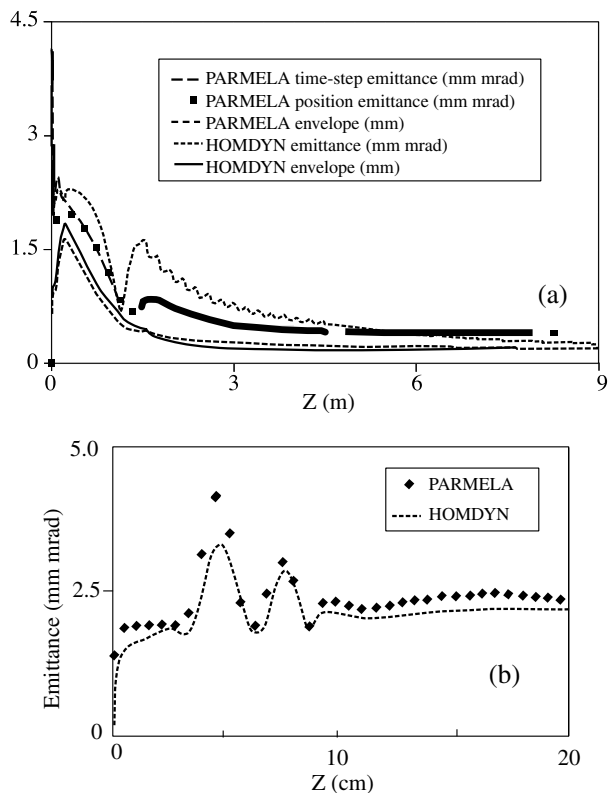 4.5
3
1.5
0
PARMELA time-step emittance (mm mrad)
PARMELA position emittance (mm mrad)
PARMELA envelope (mm)
HOMDYN emittance (mm mrad)
HOMDYN envelope (mm)
(a)
0 3 6 9
Z (m)
5.0
2.5
0
Emittance (mm mrad)
PARMELA
HOMDYN
(b)
0 10 20
Z (cm)